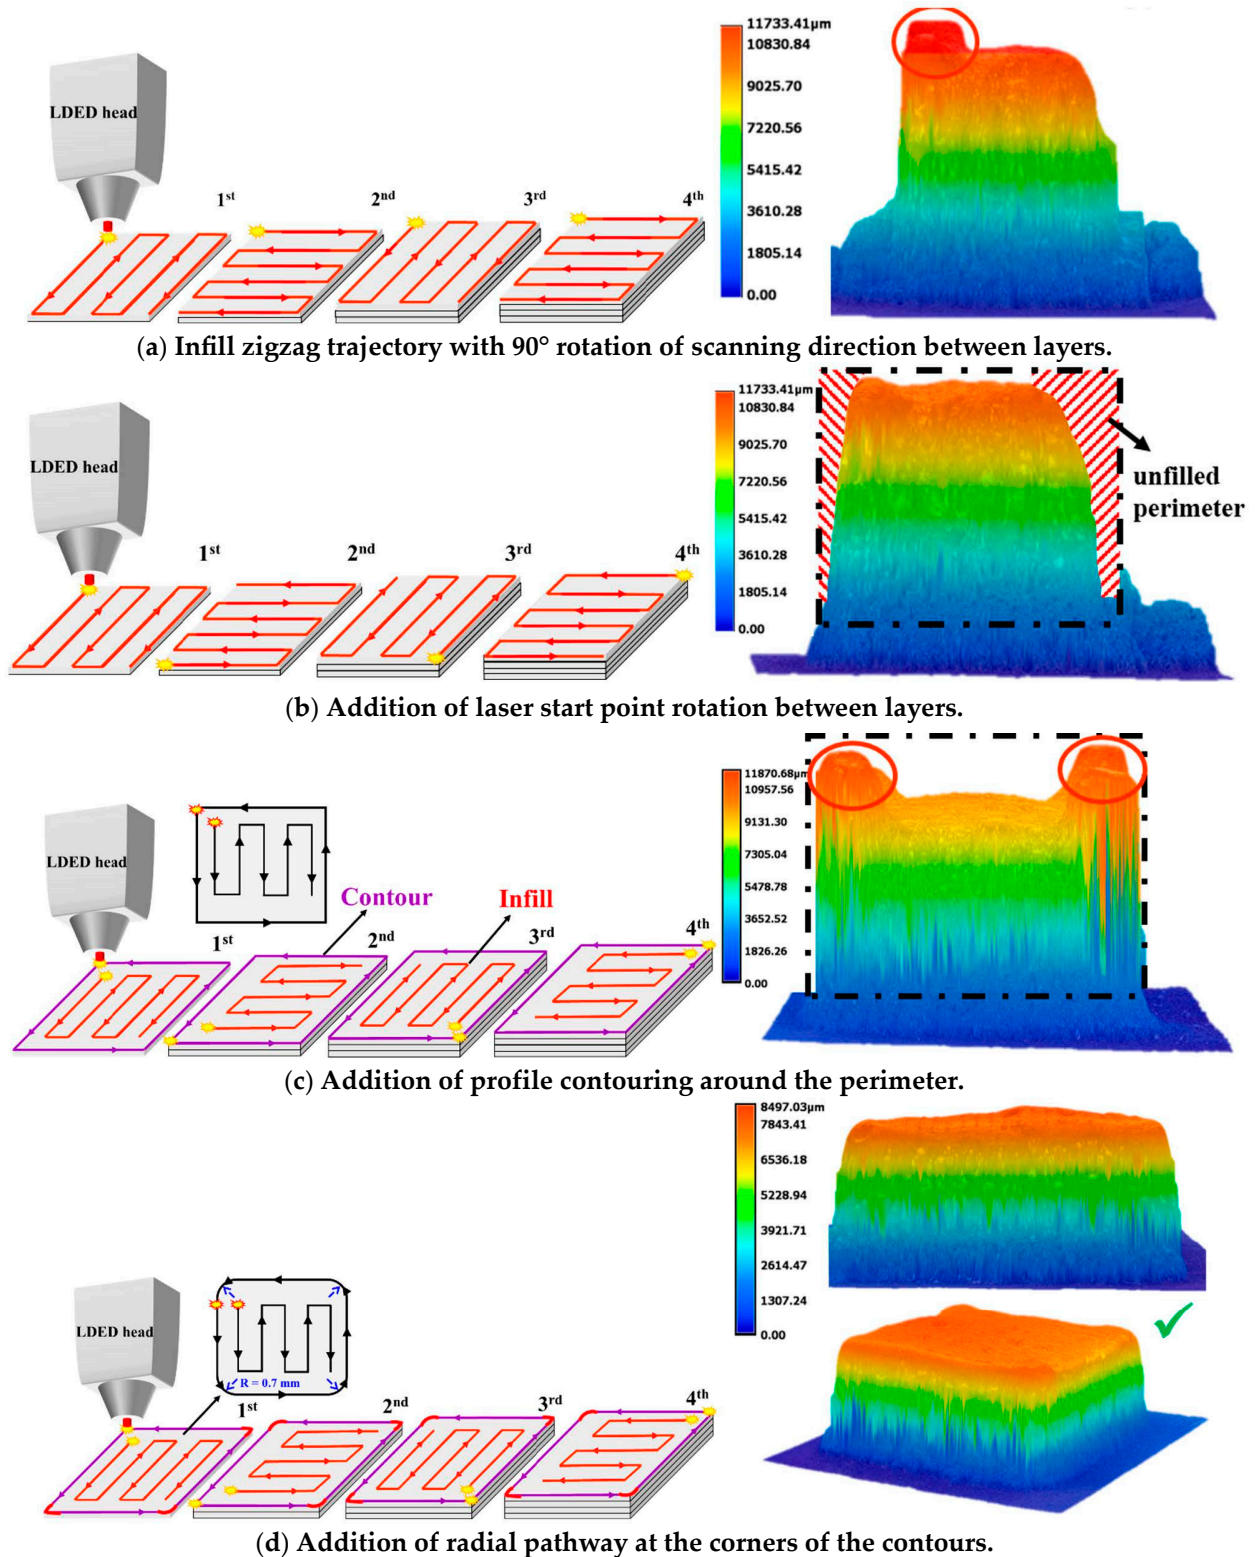 LDED head
1st
2nd
3rd
4th
11733.41μm
10830.84
9025.70
7220.56
5415.42
3610.28
1805.14
0.00
(a) Infill zigzag trajectory with 90° rotation of scanning direction between layers.
LDED head
1st
2nd
3rd
4th
11733.41μm
10830.84
9025.70
7220.56
5415.42
3610.28
1805.14
0.00
unfilled
perimeter
(b) Addition of laser start point rotation between layers.
LDED head
Contour
Infill
1st
2nd
3rd
4th
11870.68μm
10957.56
9131.30
7305.04
5478.78
3652.52
1826.26
0.00
(c) Addition of profile contouring around the perimeter.
LDED head
R = 0.7 mm
1st
2nd
3rd
4th
8497.03μm
7843.41
6536.18
5228.94
3921.71
2614.47
1307.24
0.00
(d) Addition of radial pathway at the corners of the contours.